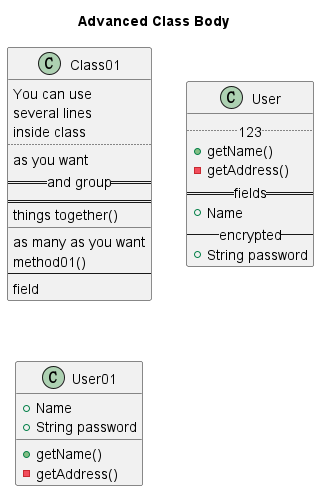 Advanced Class Body
C Class01
You can use
several lines
inside class
as you want
and group
things together()
as many as you want
method01()
field
C User
123
getName()
getAddress()
fields
Name
encrypted
String password
C User01
Name
String password
getName()
getAddress()